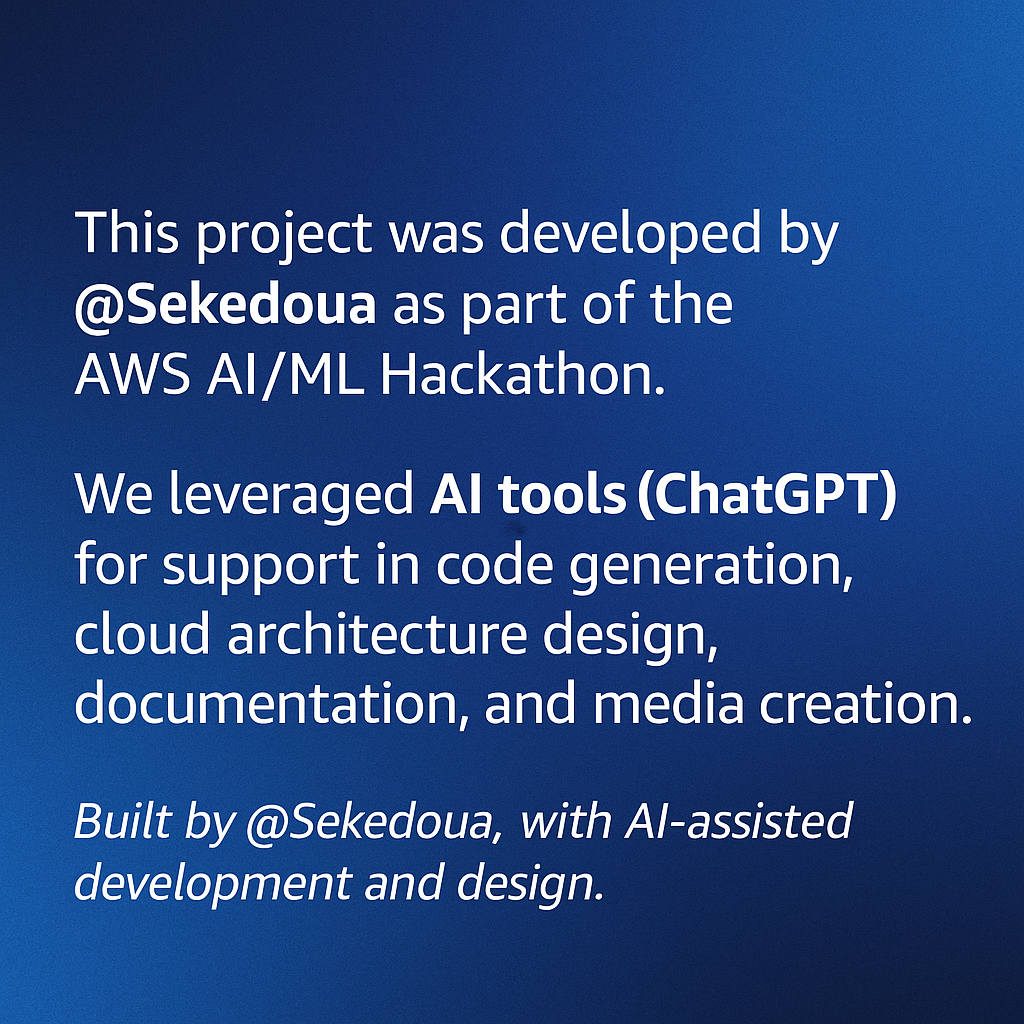 This project was developed by
@Sekedoua as part of the
AWS AI/ML Hackathon.
We leveraged AI tools (ChatGPT)
for support in code generation,
cloud architecture design,
documentation, and media creation.
Built by @Sekedoua, with AI-assisted
development and design.